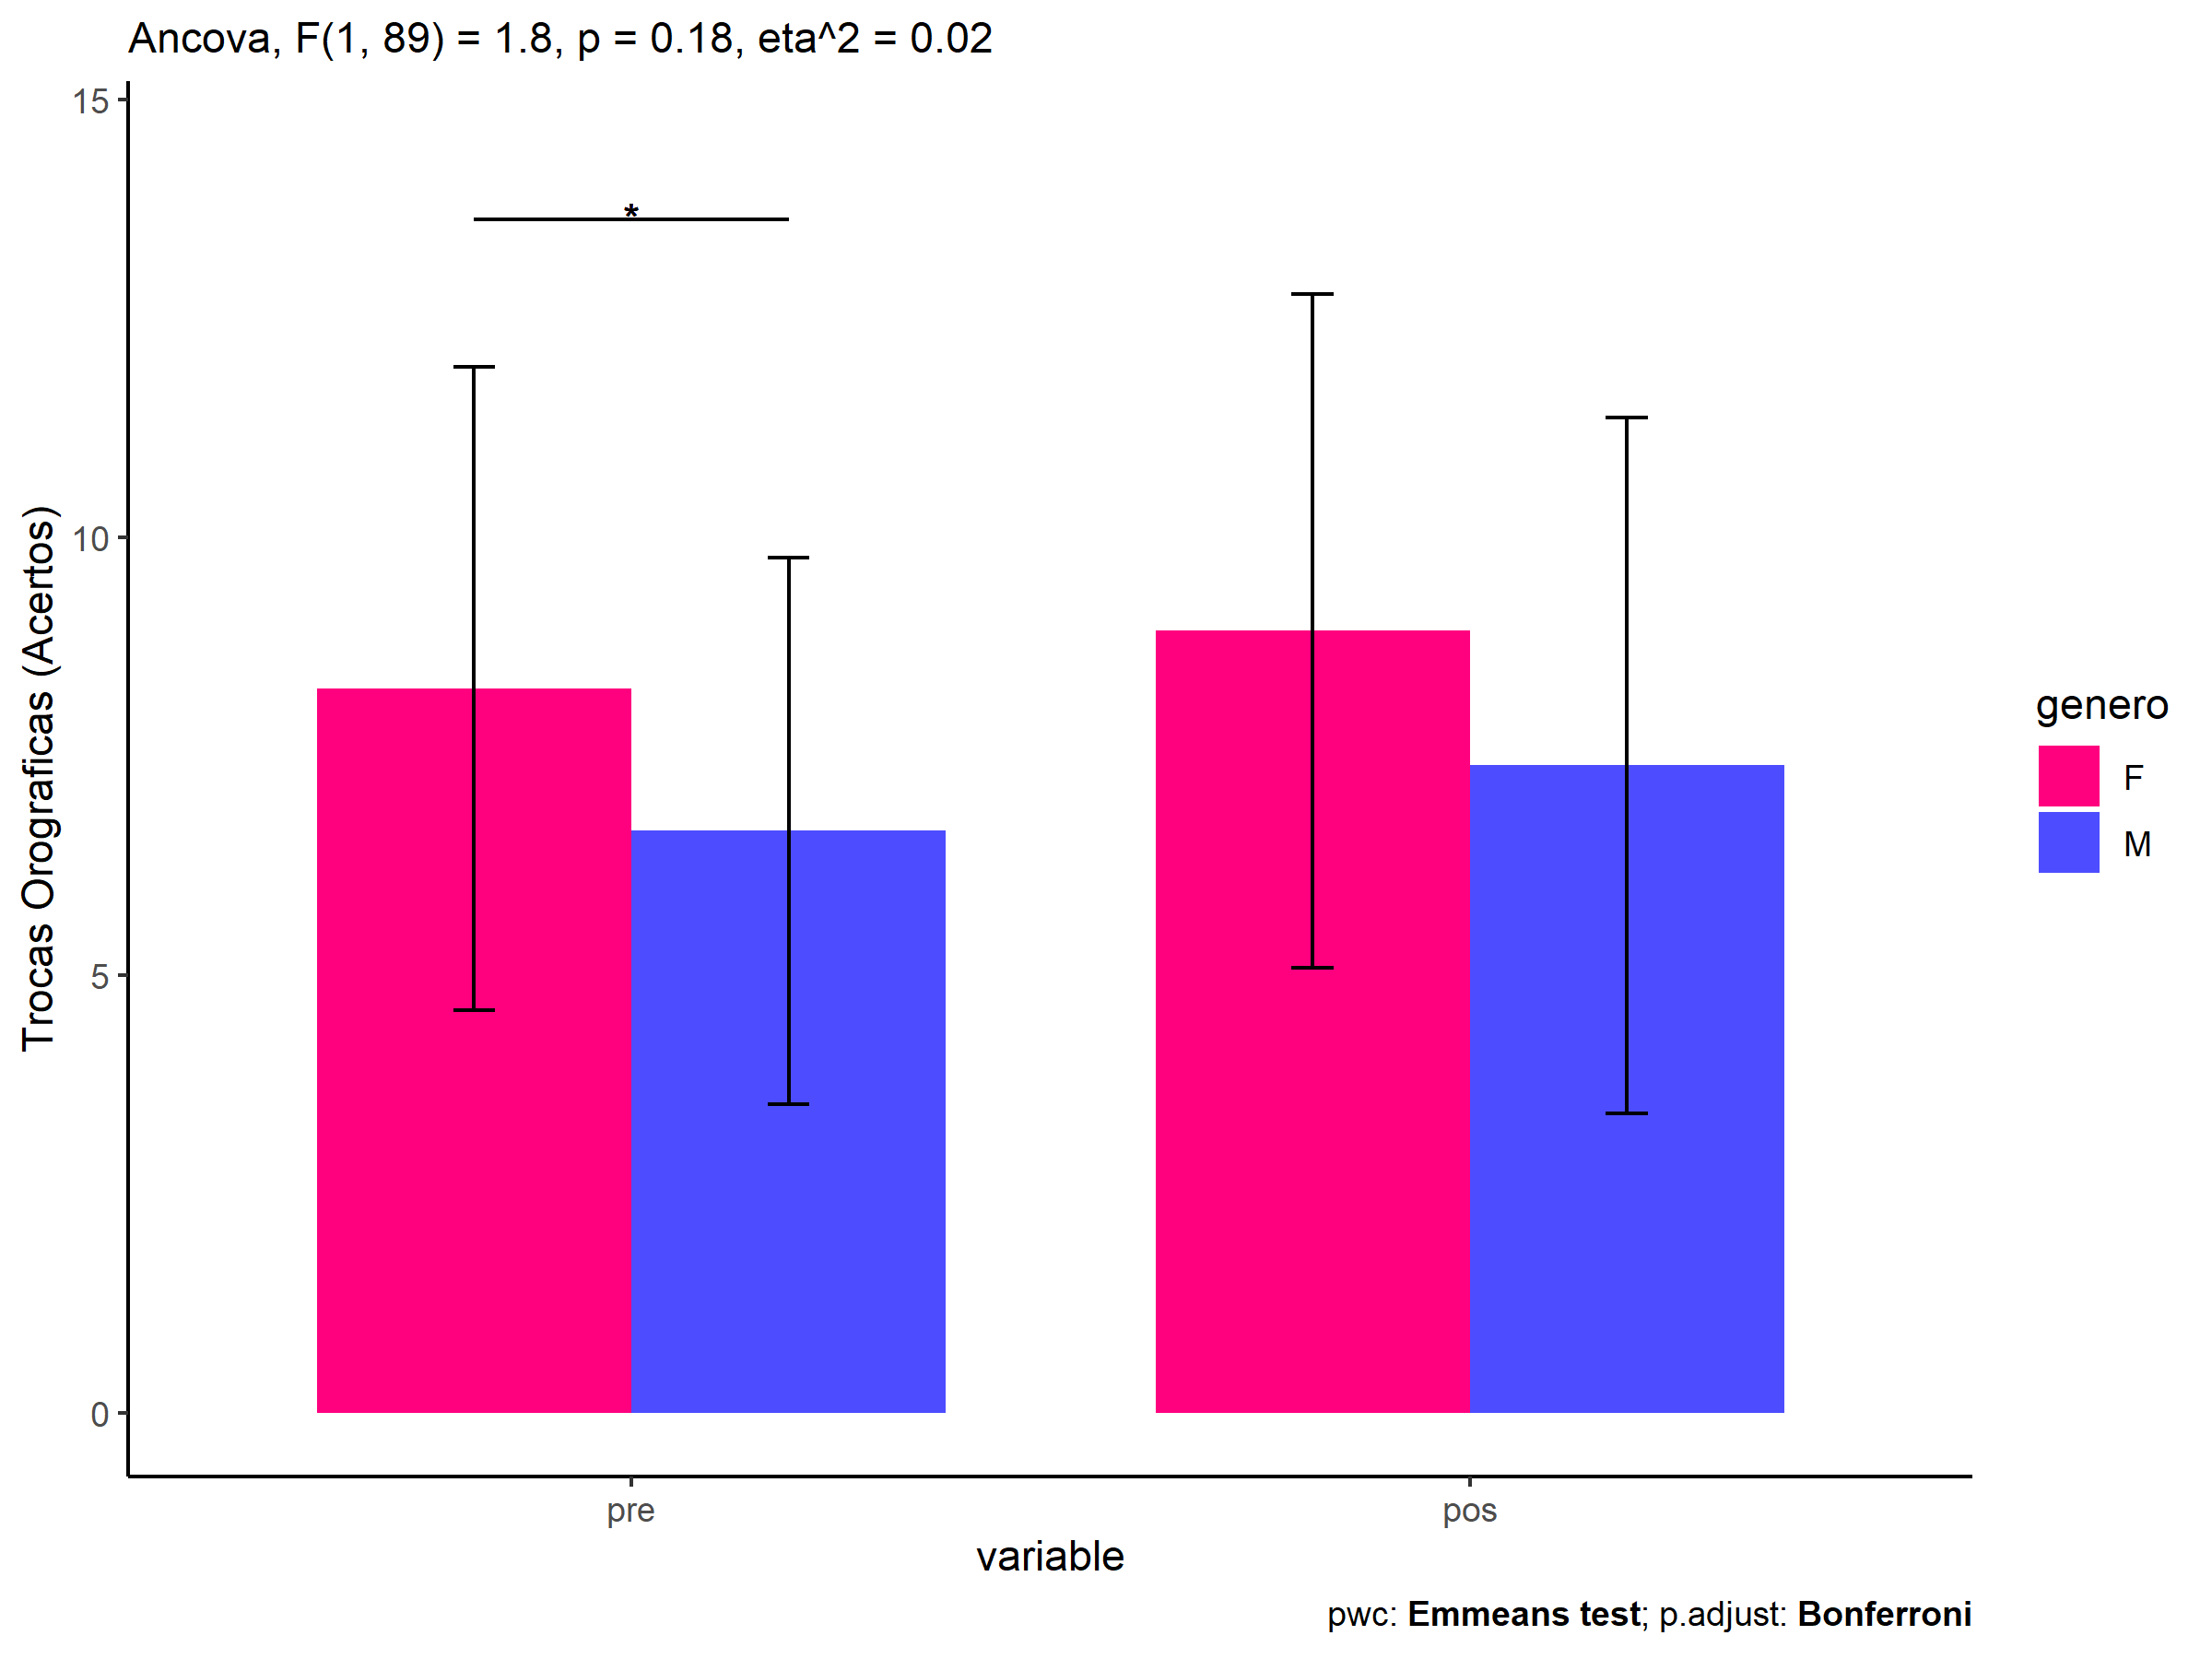 Ancova, F(1, 89) = 1.8, p = 0.18, eta^2 = 0.02
15
10
5
0
Trocas Orograficas (Acertos)
*
pre
pos
variable
genero
F
M
pwc: Emmeans test; p.adjust: Bonferroni